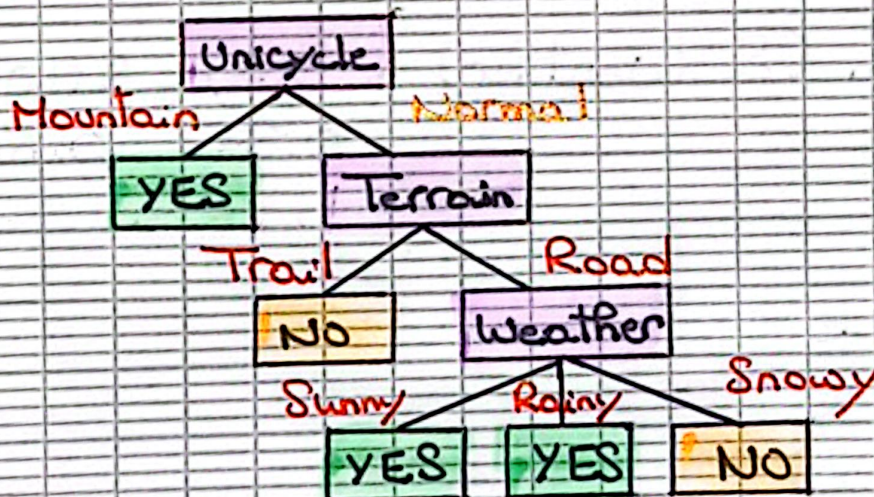 Unicycle
Mountain Normal
YES Terrain
Trail Road
NO Weather
Sunny Rainy Snowy
YES YES NO